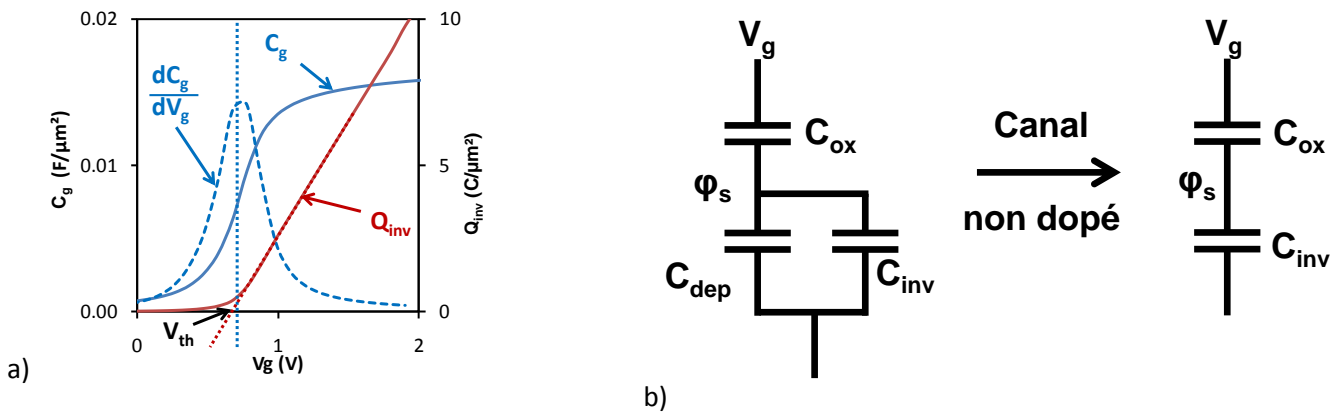 a)
0.02
0.01
0.00
C_g (F/µm²)
dC_g
dV_g
C_g
10
5
0
Q_inv (C/µm²)
Q_inv
V_th
0
1
2
Vg (V)
b)
V_g
C_ox
φ_s
C_dep
C_inv
Canal
non dopé
V_g
C_ox
φ_s
C_inv